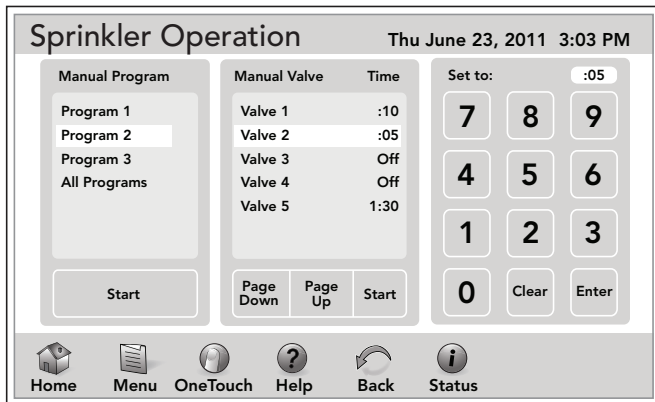 Sprinkler Operation Thu June 23, 2011 3:03 PM
Manual Program
Program 1
Program 2
Program 3
All Programs
Start
Manual Valve Time
Valve 1 :10
Valve 2 :05
Valve 3 Off
Valve 4 Off
Valve 5 1:30
Page Down
Page Up
Start
Set to: :05
7 8 9
4 5 6
1 2 3
0 Clear Enter
Home Menu OneTouch Help Back Status